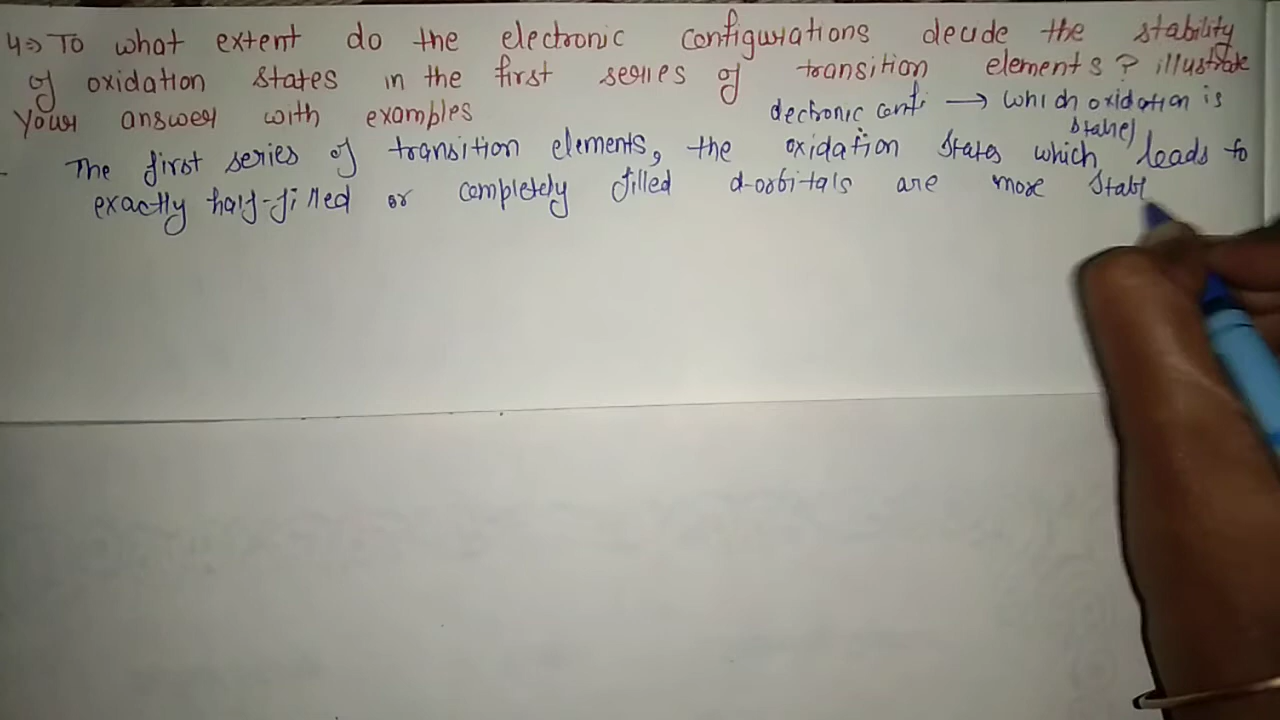 4⇒ To what extent do the electronic configurations decide the stability
of oxidation states in the first series of transition elements? illustrate
Your answer with examples
electronic confi → which oxidation is
stable)
The first series of transition elements, the oxidation states which leads to
exactly half-filled or completely filled d-orbitals are more stabl